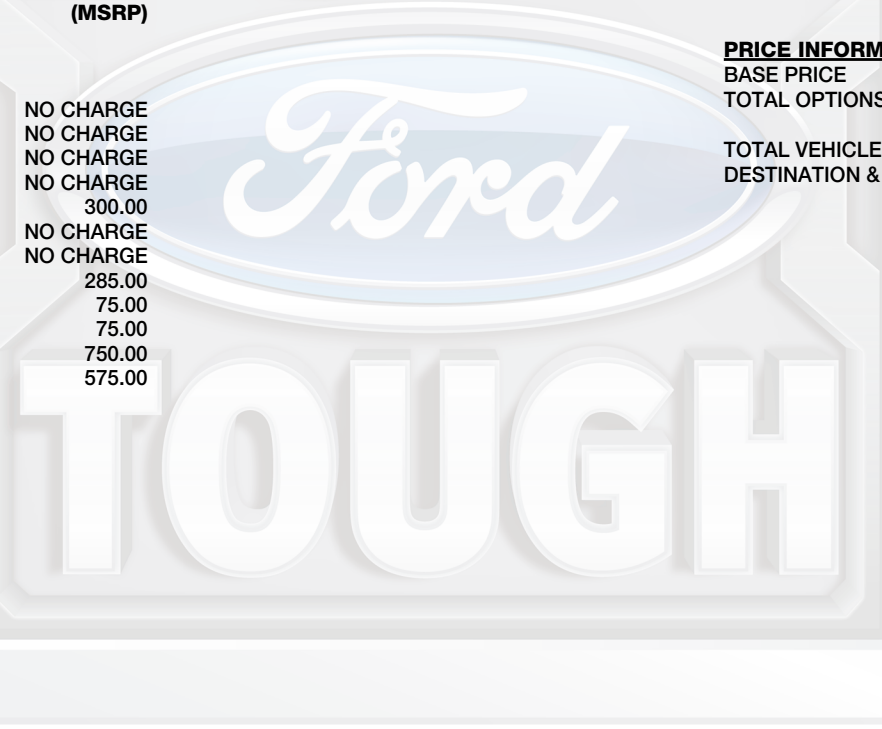 (MSRP)
NO CHARGE
NO CHARGE
NO CHARGE
NO CHARGE
300.00
NO CHARGE
NO CHARGE
285.00
75.00
75.00
750.00
575.00
PRICE INFORM
BASE PRICE
TOTAL OPTIONS
TOTAL VEHICLE
DESTINATION &
Ford
TOUGH